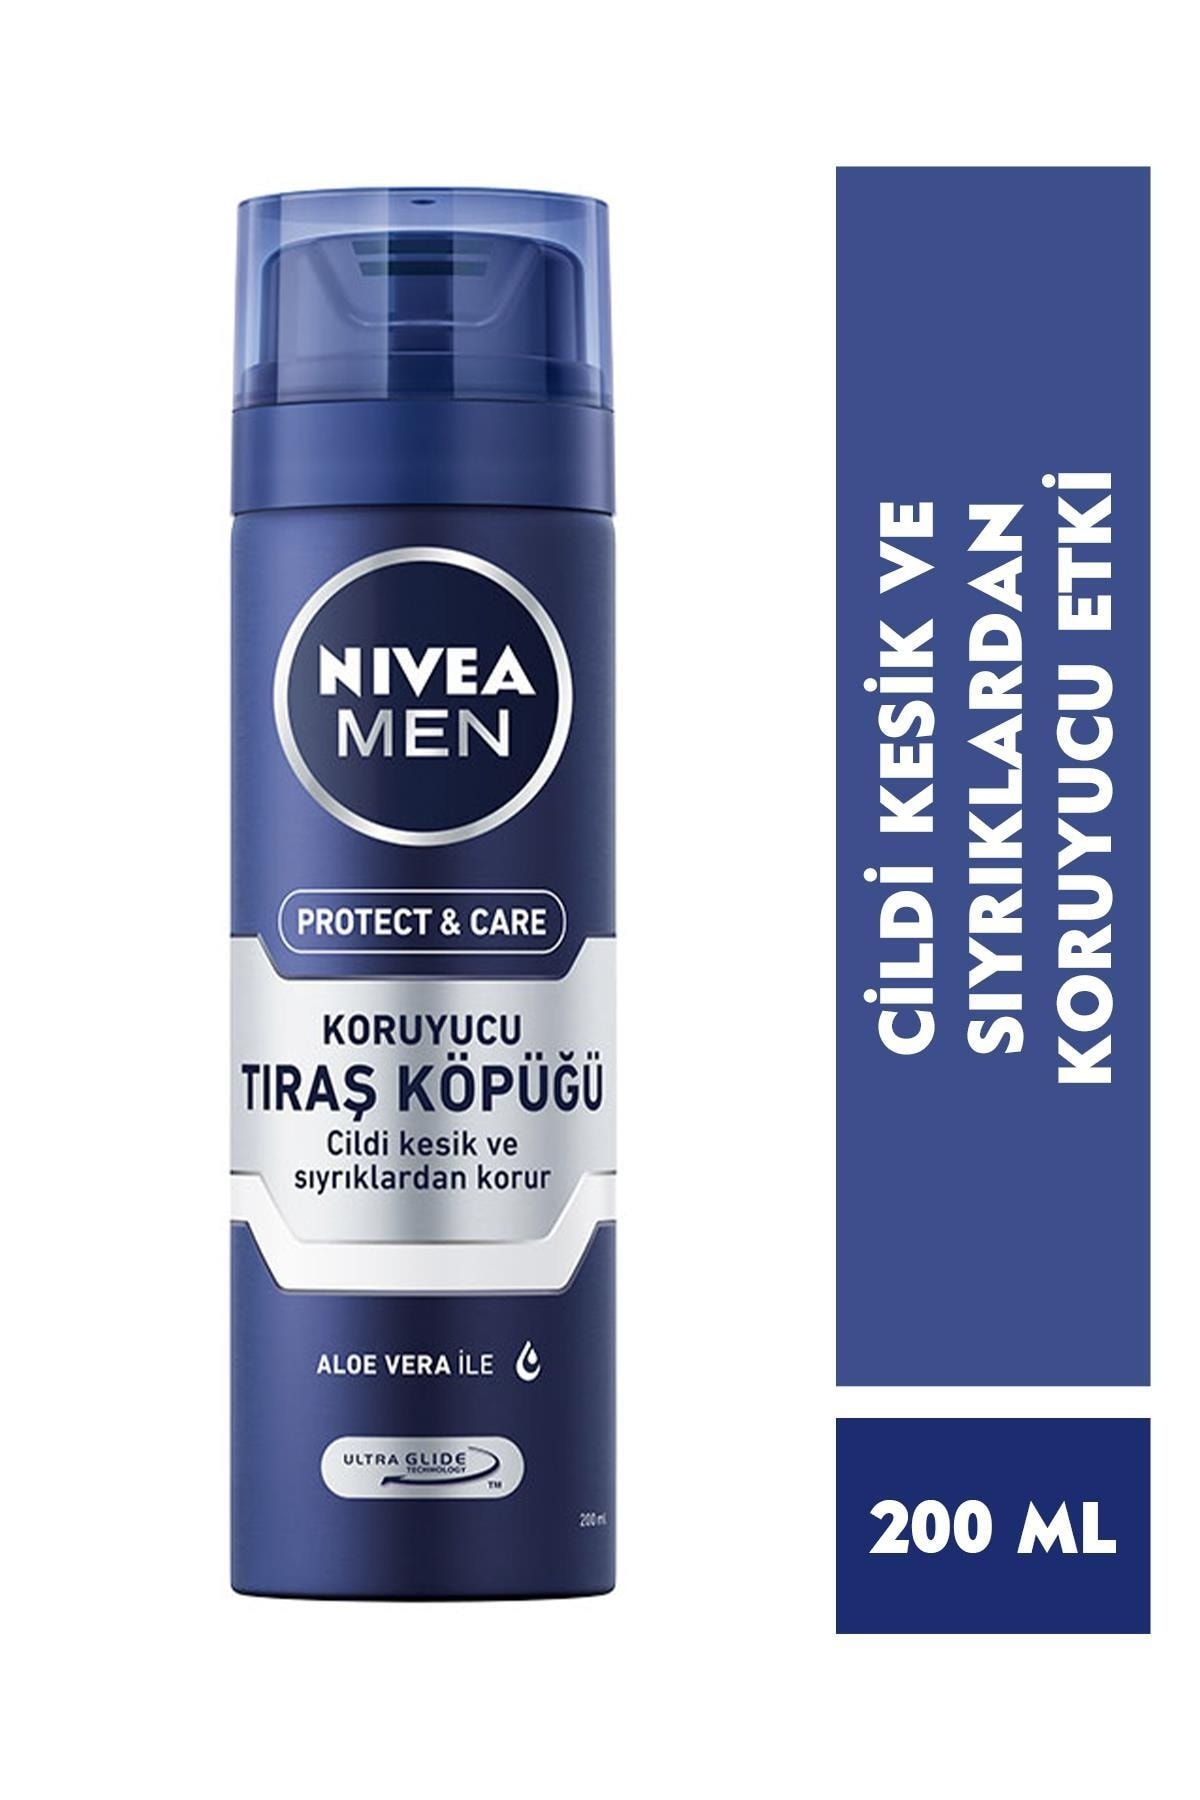 NIVEA
MEN
PROTECT & CARE
KORUYUCU
TIRAŞ KÖPÜĞÜ
Cildi kesik ve
sıyrıklardan korur
ALOE VERA İLE
ULTRA GLIDE
TECHNOLOGY
TM
200 ml
CİLDİ KESİK VE
SIYRIKLARDAN
KORUYUCU ETKİ
200 ML